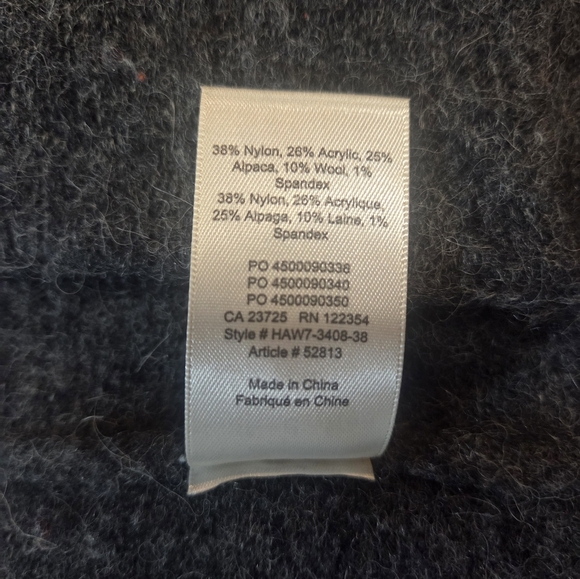 38% Nylon, 26% Acrylic, 25%
Alpaca, 10% Wool, 1%
Spandex
38% Nylon, 26% Acrylique,
25% Alpaga, 10% Laine, 1%
Spandex
PO 4500090336
PO 4500090340
PO 4500090350
CA 23725 RN 122354
Style # HAW7-3408-38
Article # 52813
Made in China
Fabriqué en Chine